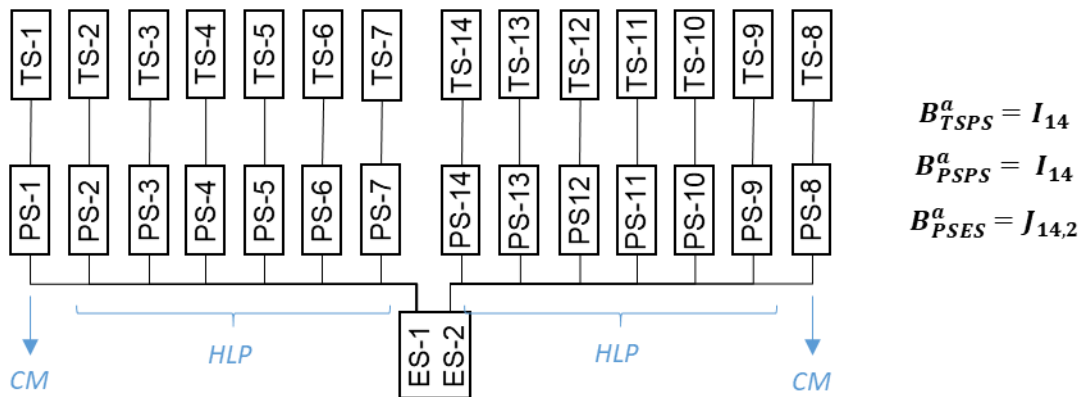 TS-1
TS-2
TS-3
TS-4
TS-5
TS-6
TS-7
TS-14
TS-13
TS-12
TS-11
TS-10
TS-9
TS-8
B^a_TSPS = I_14
B^a_PSPS = I_14
B^a_PSES = J_14,2
PS-1
PS-2
PS-3
PS-4
PS-5
PS-6
PS-7
PS-14
PS-13
PS12
PS-11
PS-10
PS-9
PS-8
ES-1
ES-2
HLP
HLP
CM
CM